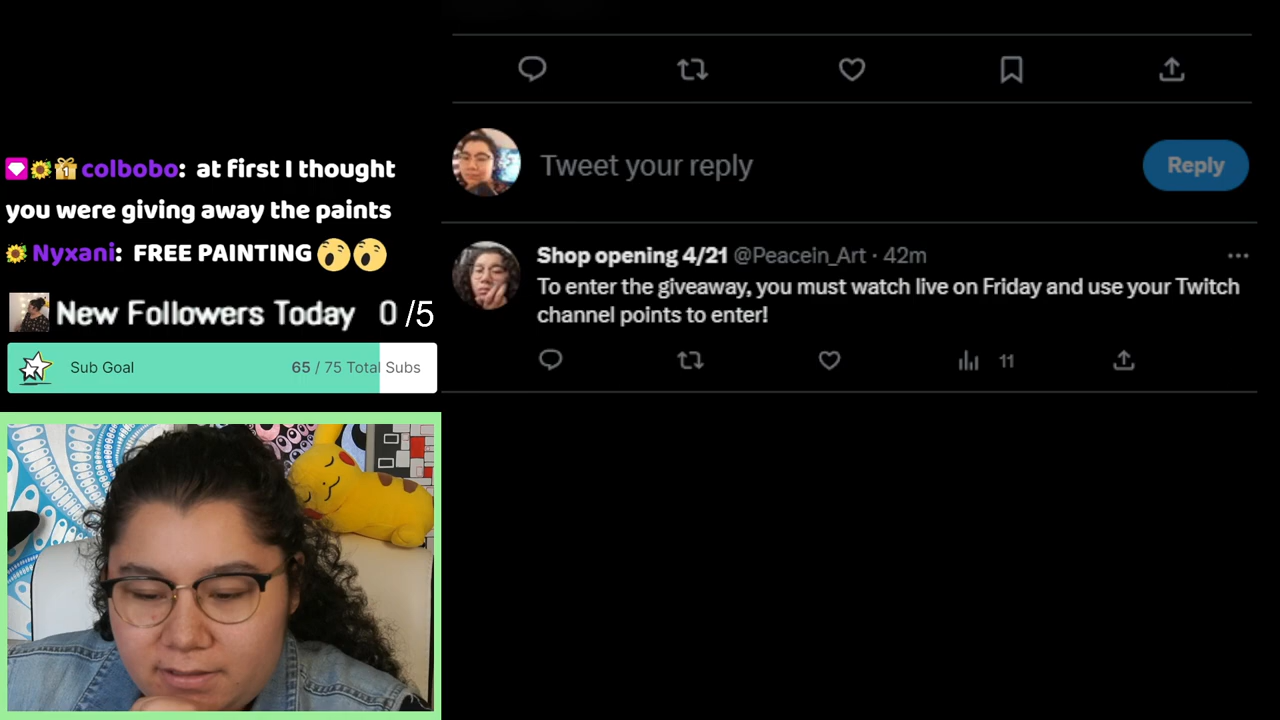 colbobo: at first I thought
you were giving away the paints
Nyxani: FREE PAINTING
New Followers Today 0 /5
Sub Goal 65 / 75 Total Subs
Tweet your reply
Reply
Shop opening 4/21 @Peacein_Art · 42m
To enter the giveaway, you must watch live on Friday and use your Twitch
channel points to enter!
11